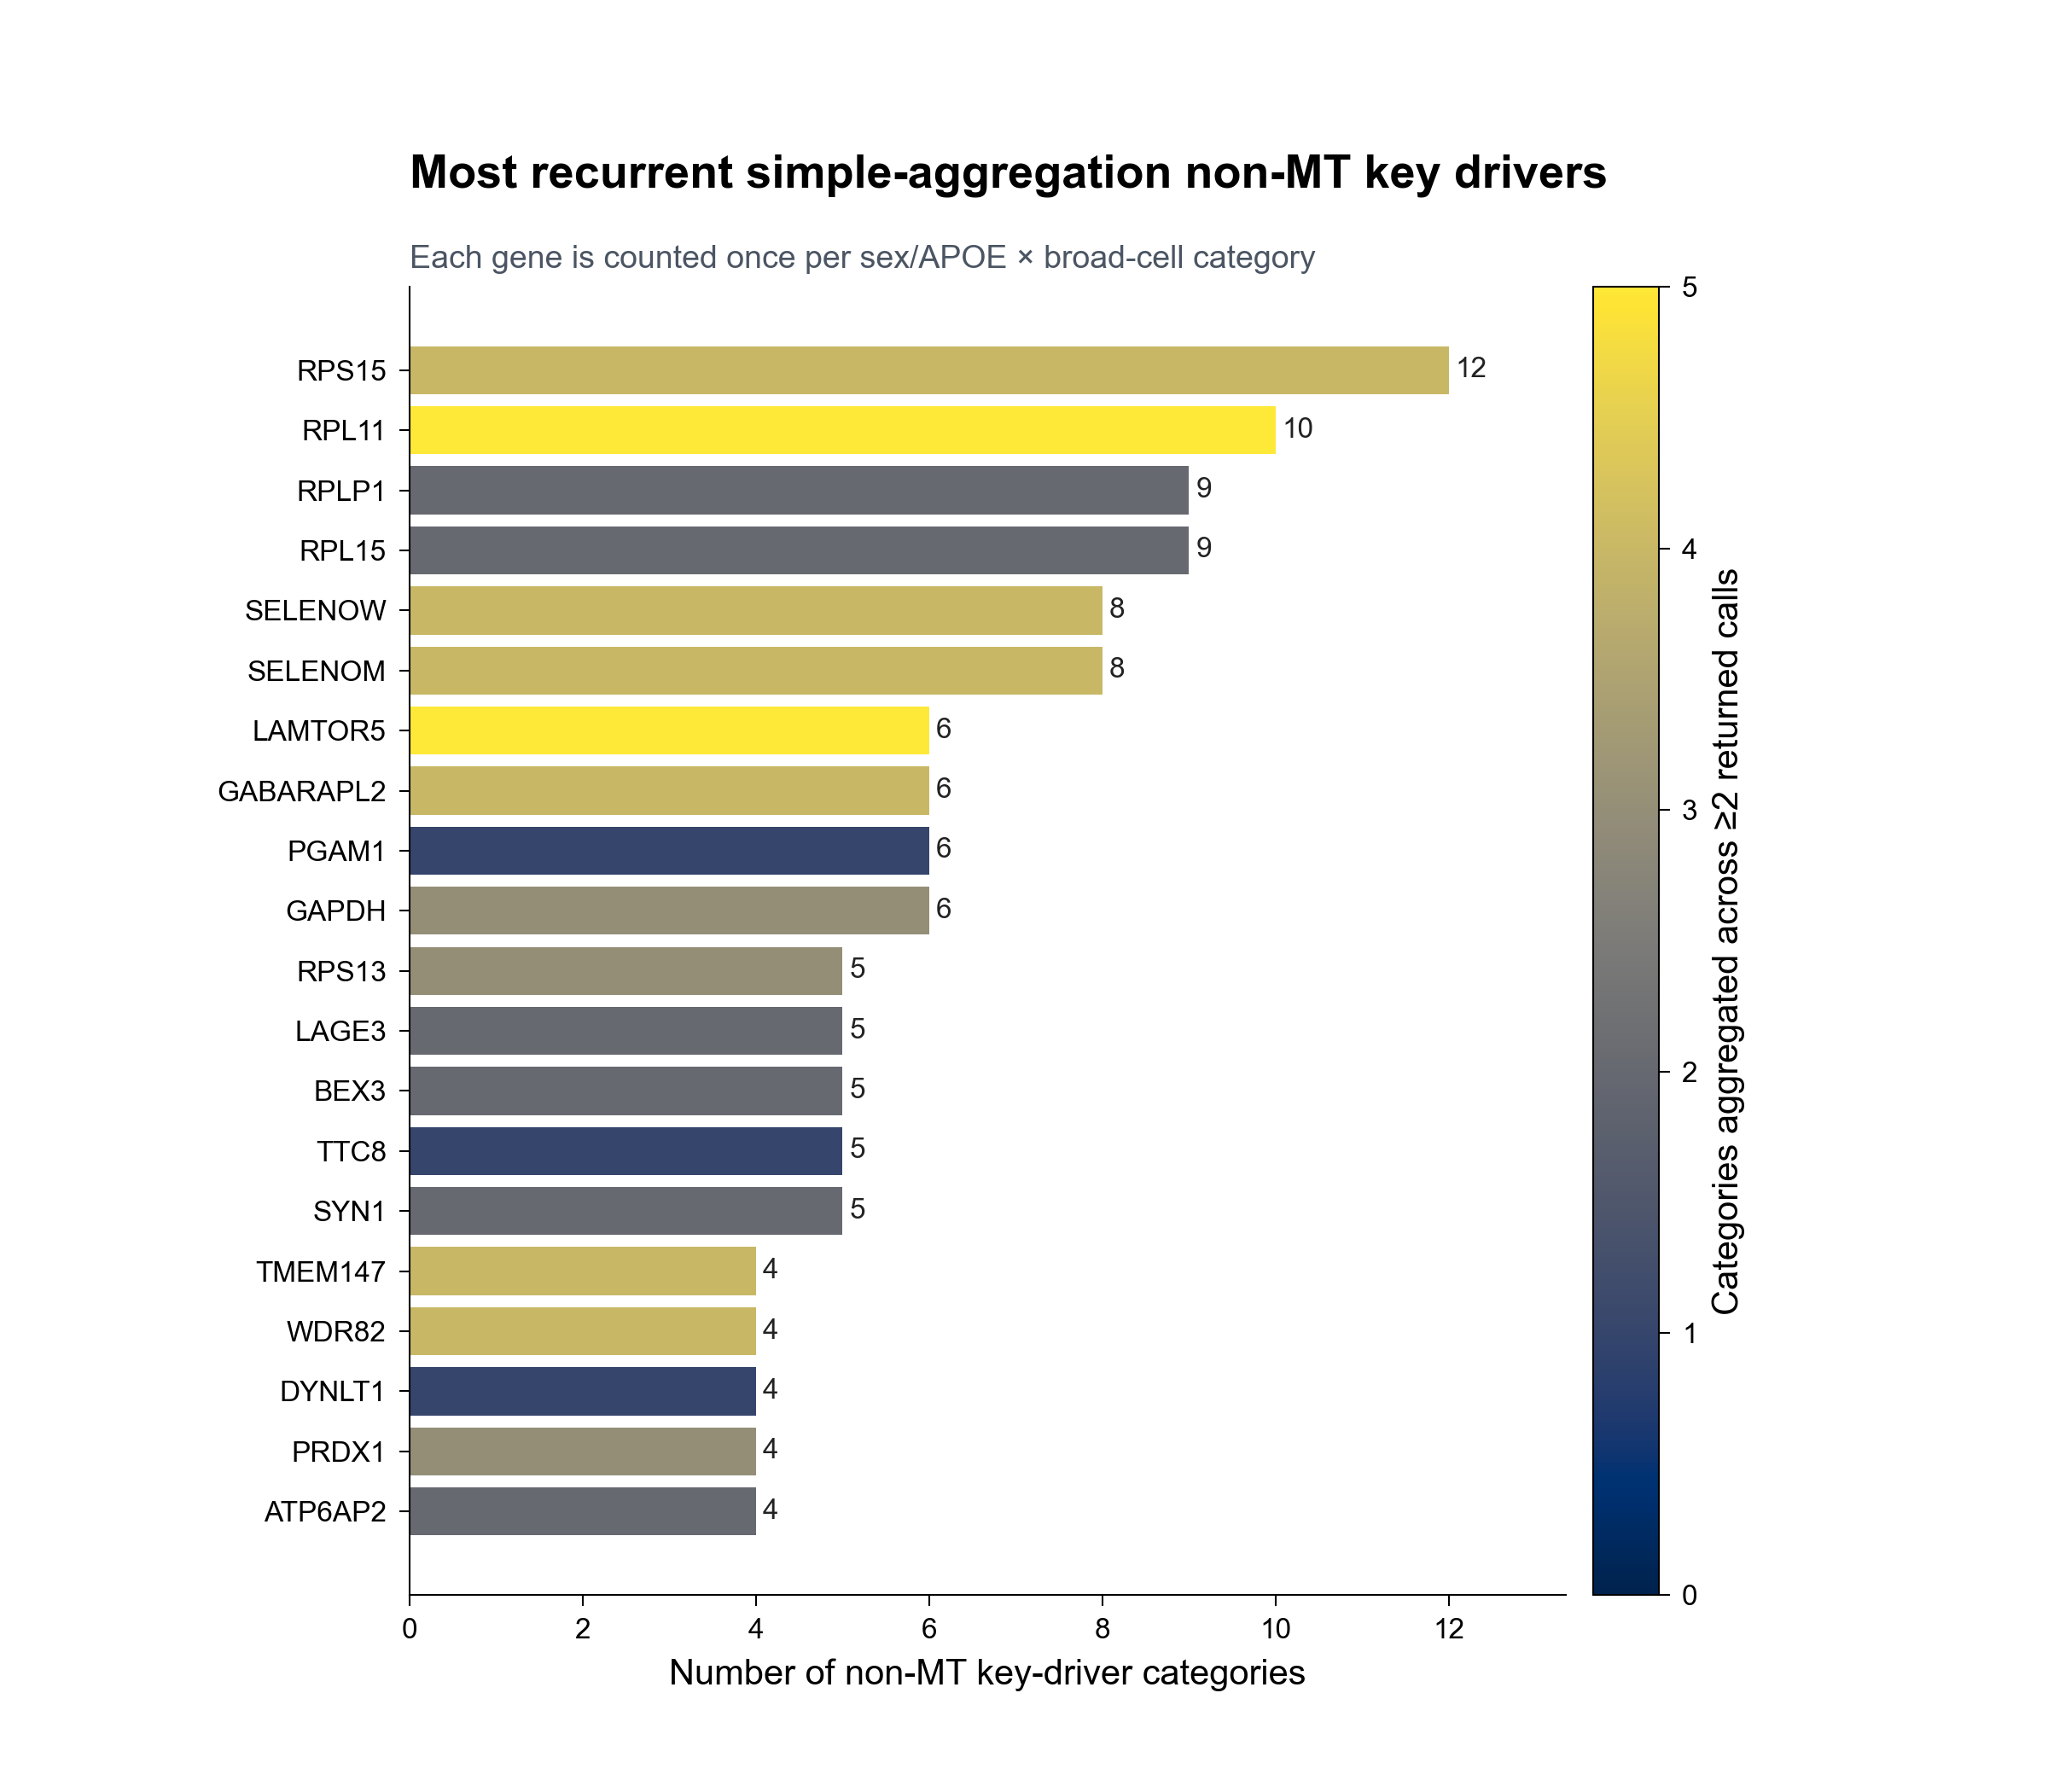 Most recurrent simple-aggregation non-MT key drivers
Each gene is counted once per sex/APOE × broad-cell category
RPS15
12
RPL11
10
RPLP1
9
RPL15
9
SELENOW
8
SELENOM
8
LAMTOR5
6
GABARAPL2
6
PGAM1
6
GAPDH
6
RPS13
5
LAGE3
5
BEX3
5
TTC8
5
SYN1
5
TMEM147
4
WDR82
4
DYNLT1
4
PRDX1
4
ATP6AP2
4
0 2 4 6 8 10 12
Number of non-MT key-driver categories
5
4
3
2
1
0
Categories aggregated across ≥2 returned calls